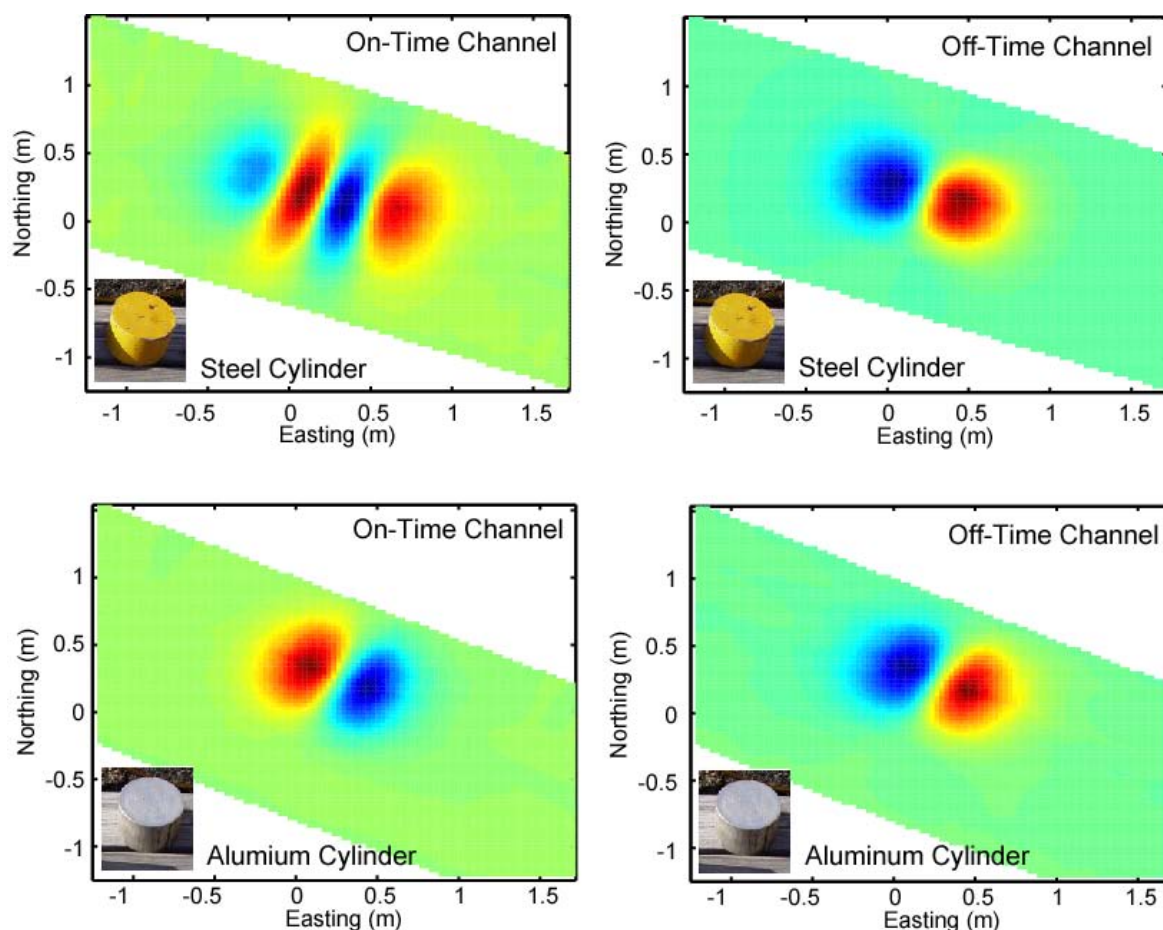 On-Time Channel
Northing (m)
1
0.5
0
-0.5
-1
Steel Cylinder
-1
-0.5
0
0.5
1
1.5
Easting (m)
Off-Time Channel
Northing (m)
1
0.5
0
-0.5
-1
Steel Cylinder
-1
-0.5
0
0.5
1
1.5
Easting (m)
On-Time Channel
Northing (m)
1
0.5
0
-0.5
-1
Alumium Cylinder
-1
-0.5
0
0.5
1
1.5
Easting (m)
Off-Time Channel
Northing (m)
1
0.5
0
-0.5
-1
Aluminum Cylinder
-1
-0.5
0
0.5
1
1.5
Easting (m)